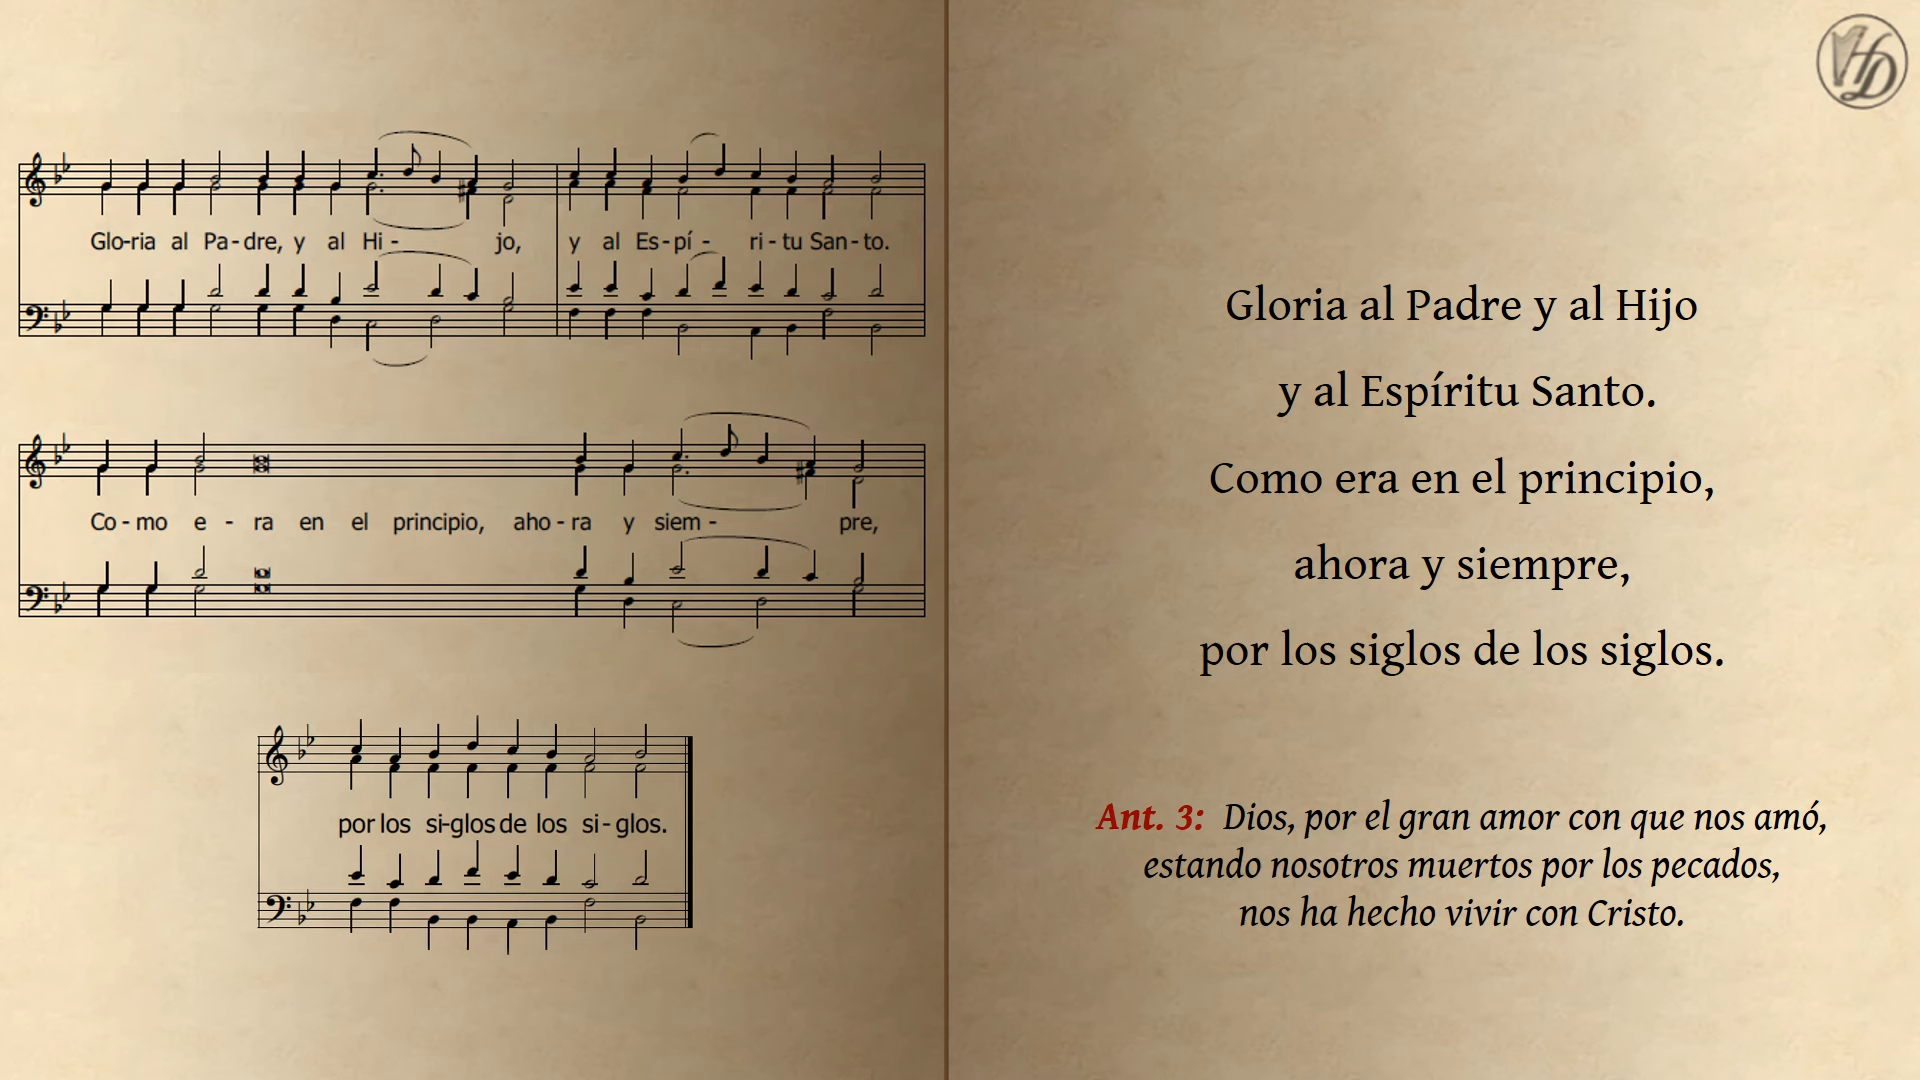 Glo-ria al Pa-dre, y al Hi - jo, y al Es-pí - ri-tu San-to.
Co-mo e - ra en el principio, aho-ra y siem - pre,
por los si-glos de los si-glos.
HD
Gloria al Padre y al Hijo
y al Espíritu Santo.
Como era en el principio,
ahora y siempre,
por los siglos de los siglos.
Ant. 3: Dios, por el gran amor con que nos amó,
estando nosotros muertos por los pecados,
nos ha hecho vivir con Cristo.